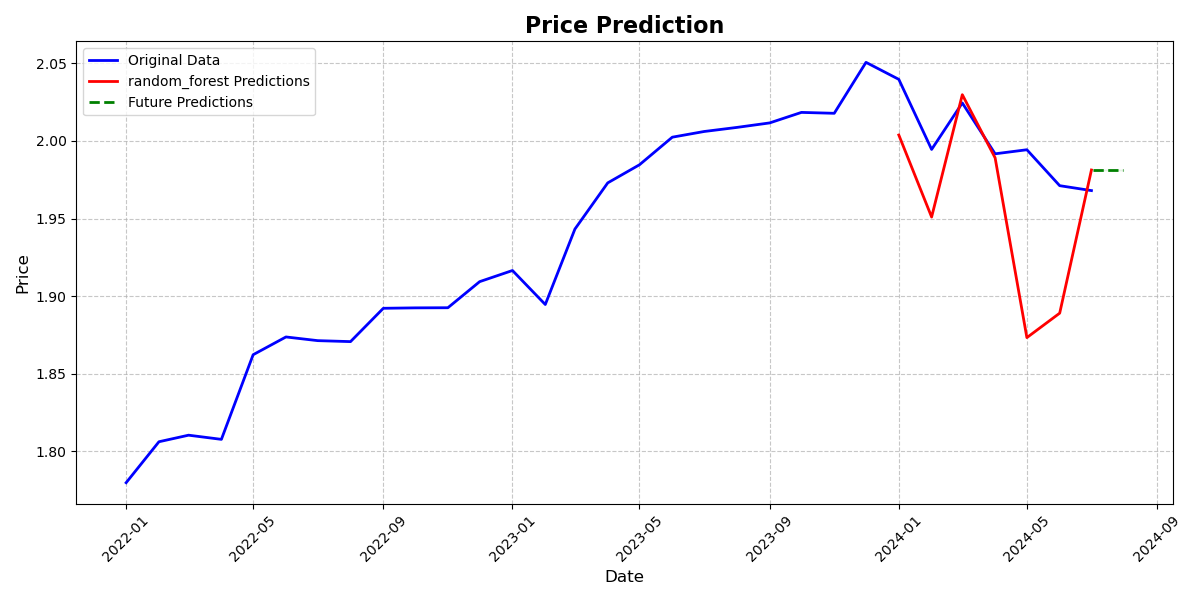 Price Prediction
Original Data
random_forest Predictions
Future Predictions
Price
2.05
2.00
1.95
1.90
1.85
1.80
2022-01
2022-05
2022-09
2023-01
2023-05
2023-09
2024-01
2024-05
2024-09
Date